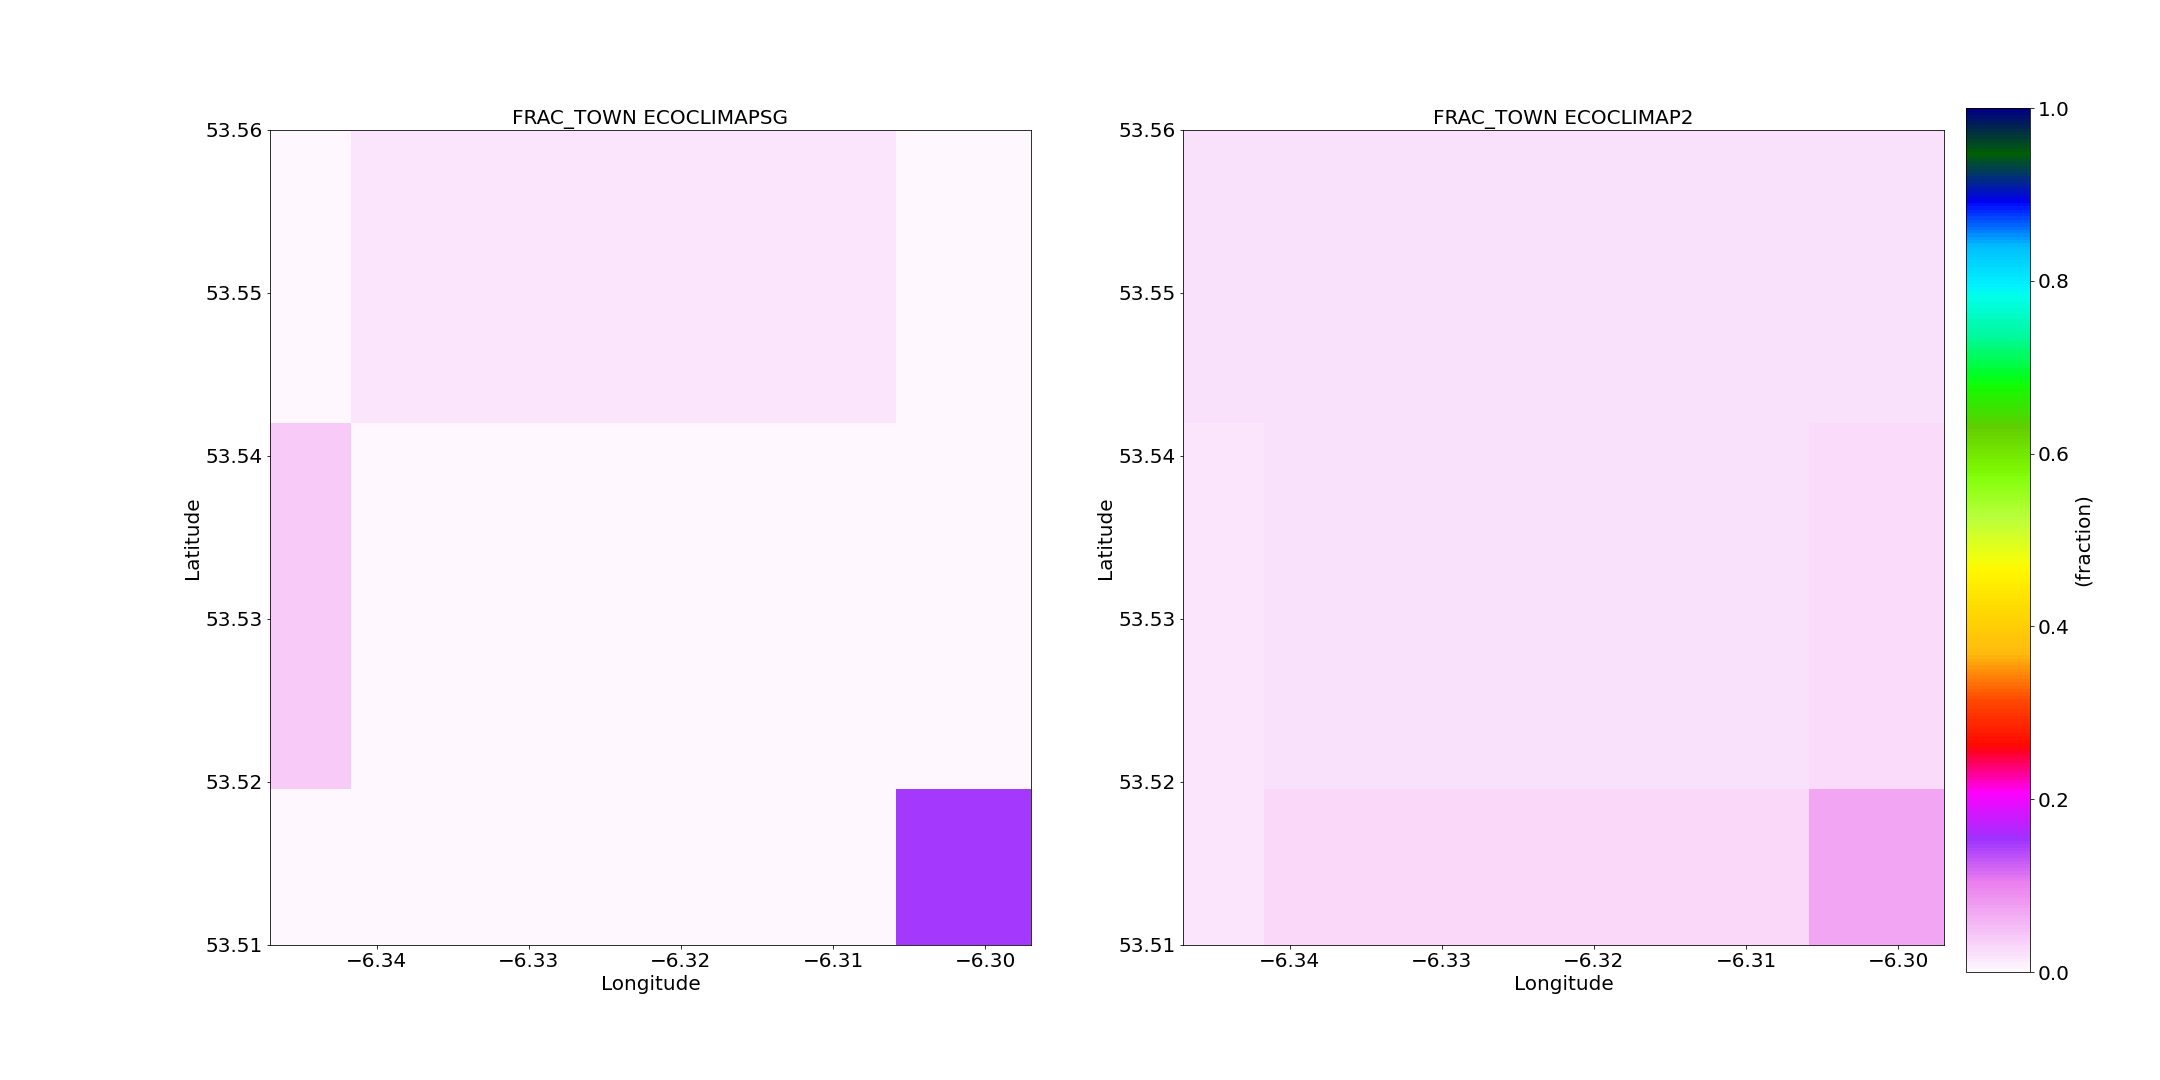 FRAC_TOWN ECOCLIMAPSG
53.56
53.55
53.54
53.53
53.52
53.51
Latitude
−6.34 −6.33 −6.32 −6.31 −6.30
Longitude
FRAC_TOWN ECOCLIMAP2
53.56
53.55
53.54
53.53
53.52
53.51
Latitude
−6.34 −6.33 −6.32 −6.31 −6.30
Longitude
1.0
0.8
0.6
0.4
0.2
0.0
(fraction)